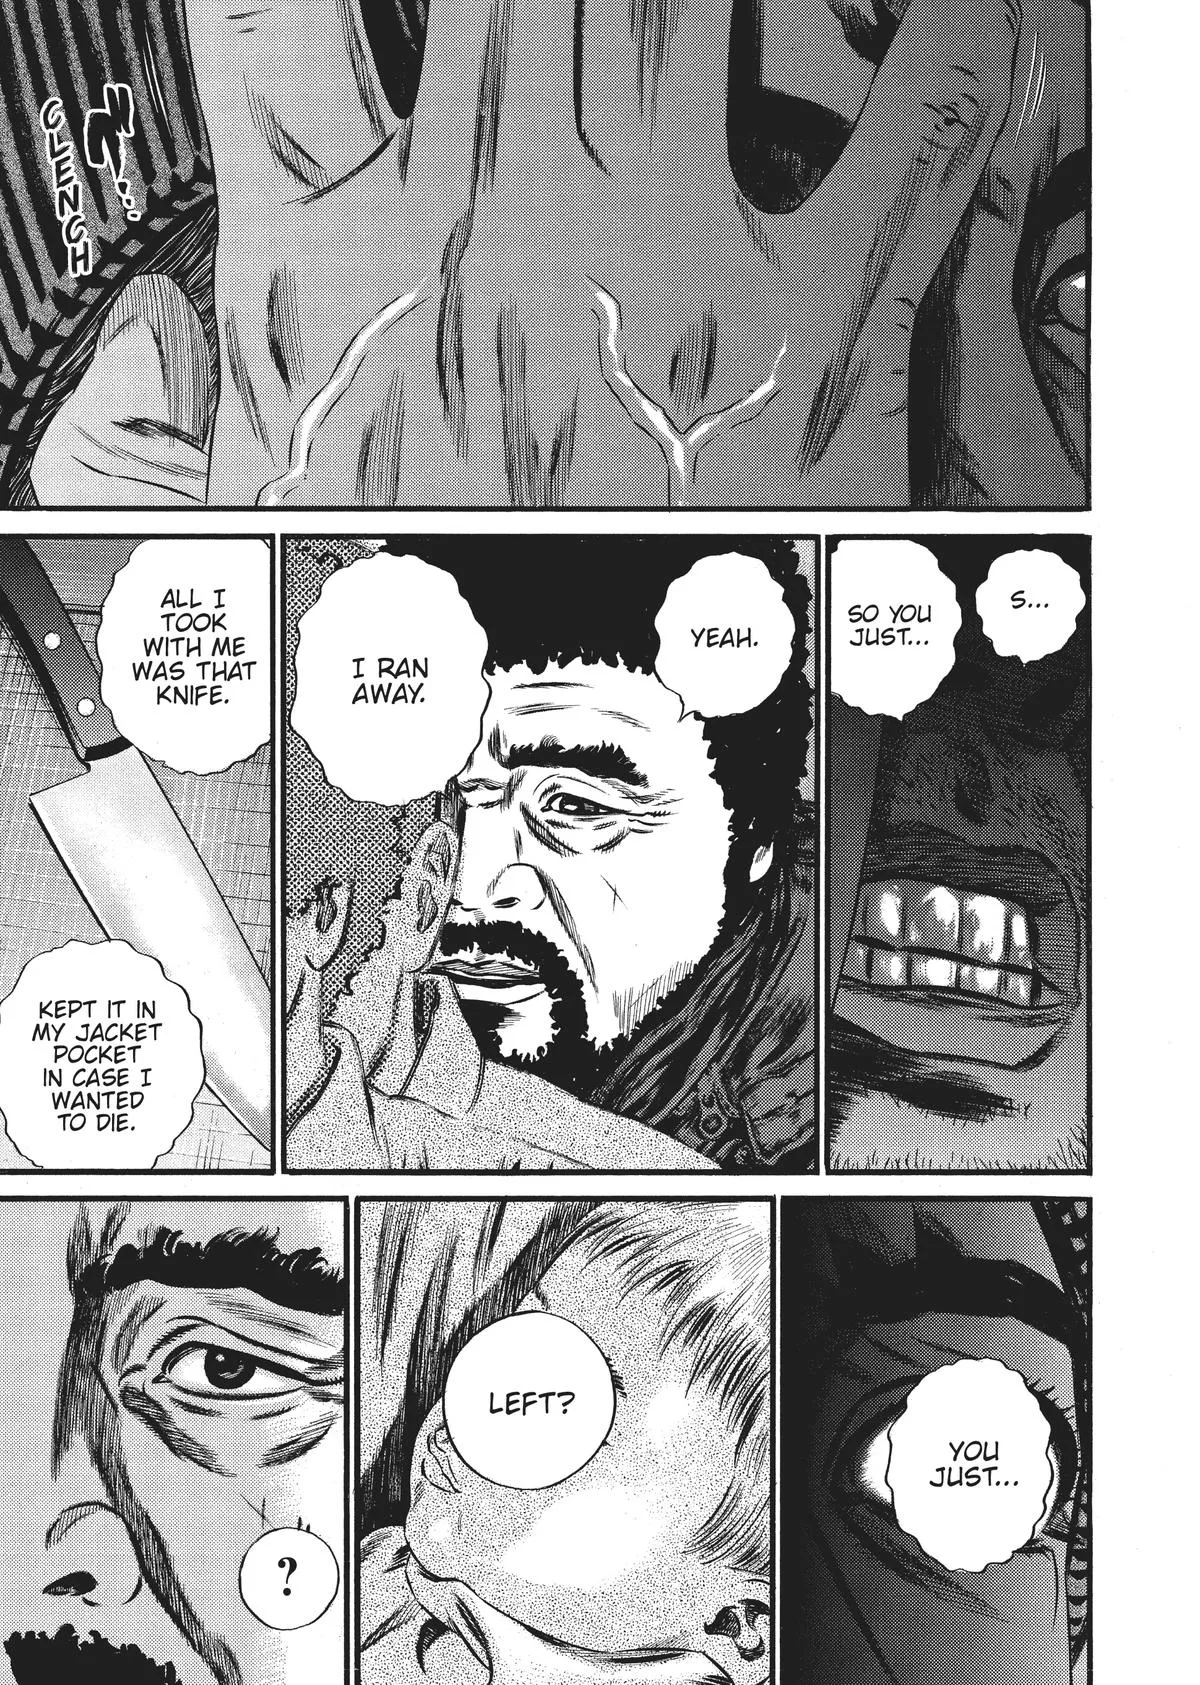 CLENCH
S...
SO YOU
JUST...
YEAH.
I RAN
AWAY.
ALL I
TOOK
WITH ME
WAS THAT
KNIFE.
KEPT IT IN
MY JACKET
POCKET
IN CASE I
WANTED
TO DIE.
YOU
JUST...
LEFT?
?